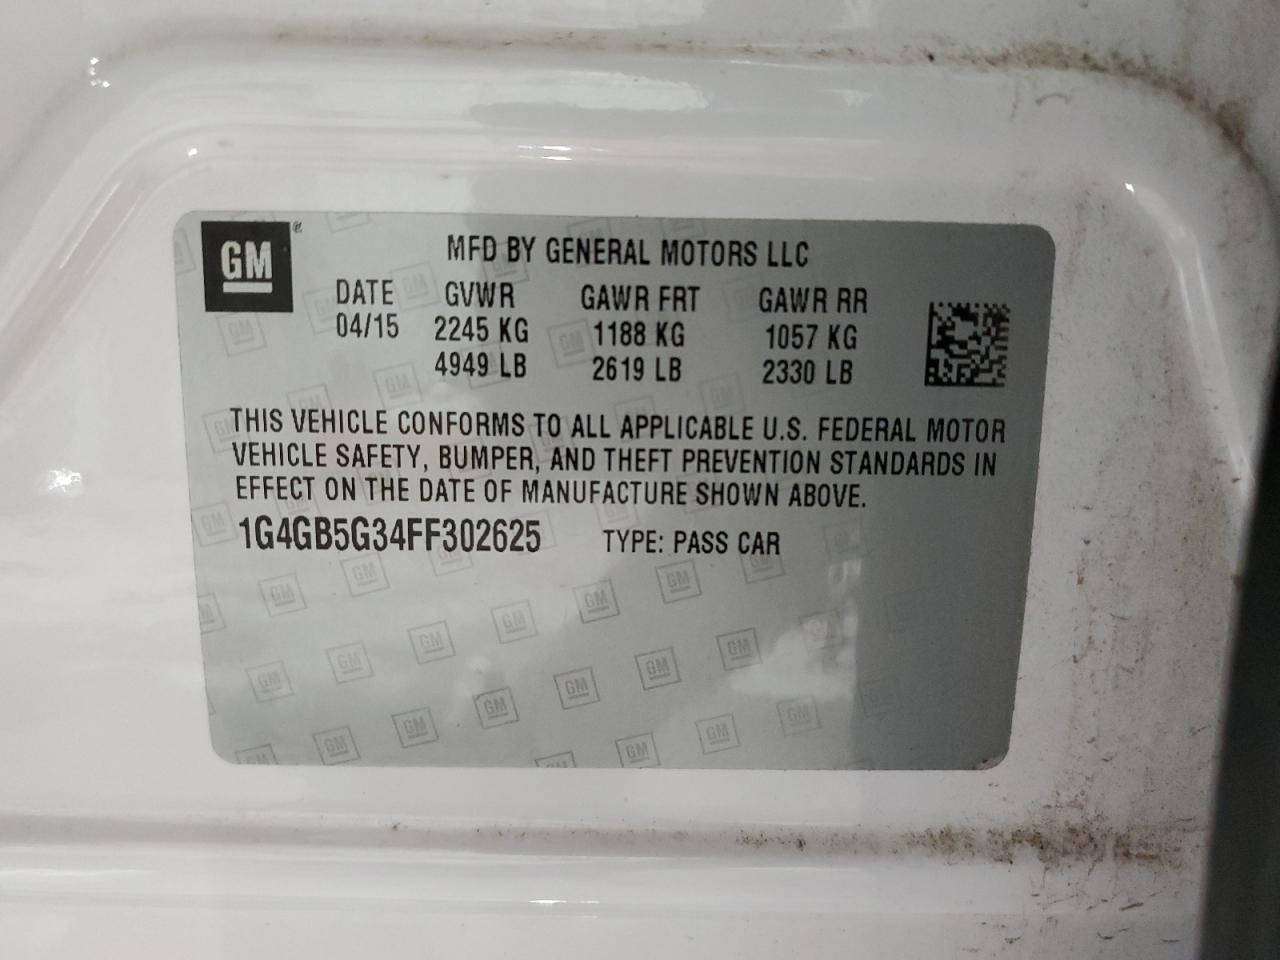 GM®
MFD BY GENERAL MOTORS LLC
DATE GVWR GAWR FRT GAWR RR
04/15 2245 KG 1188 KG 1057 KG
4949 LB 2619 LB 2330 LB
THIS VEHICLE CONFORMS TO ALL APPLICABLE U.S. FEDERAL MOTOR
VEHICLE SAFETY, BUMPER, AND THEFT PREVENTION STANDARDS IN
EFFECT ON THE DATE OF MANUFACTURE SHOWN ABOVE.
1G4GB5G34FF302625 TYPE: PASS CAR